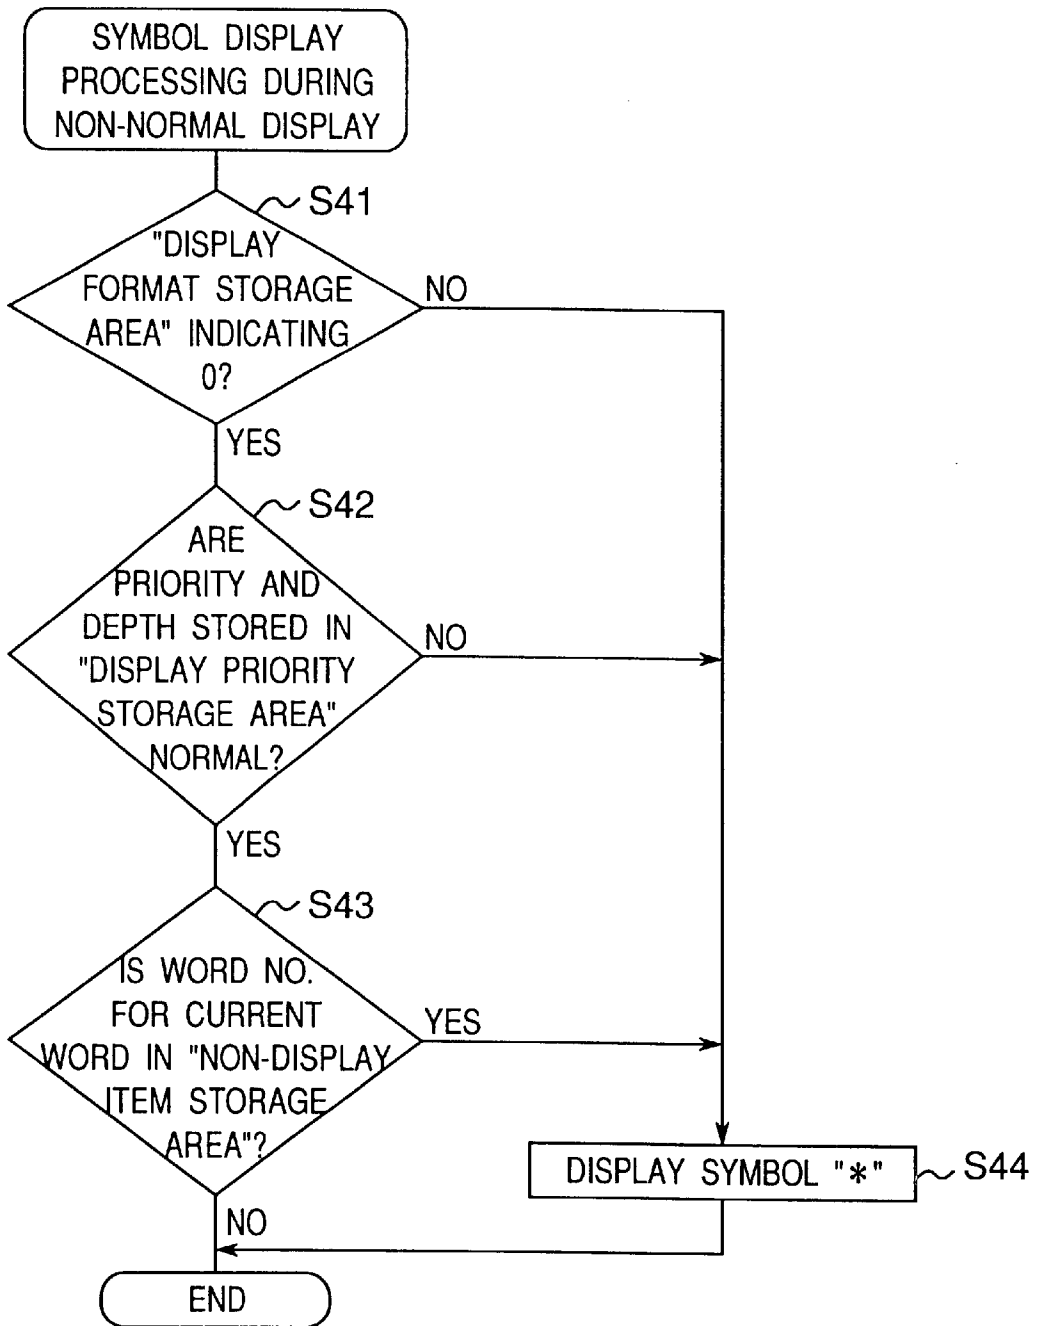 SYMBOL DISPLAY
PROCESSING DURING
NON-NORMAL DISPLAY
S41
"DISPLAY
FORMAT STORAGE
AREA" INDICATING
0?
NO
YES
S42
ARE
PRIORITY AND
DEPTH STORED IN
"DISPLAY PRIORITY
STORAGE AREA"
NORMAL?
NO
YES
S43
IS WORD NO.
FOR CURRENT
WORD IN "NON-DISPLAY
ITEM STORAGE
AREA"?
YES
NO
DISPLAY SYMBOL "*"
S44
END